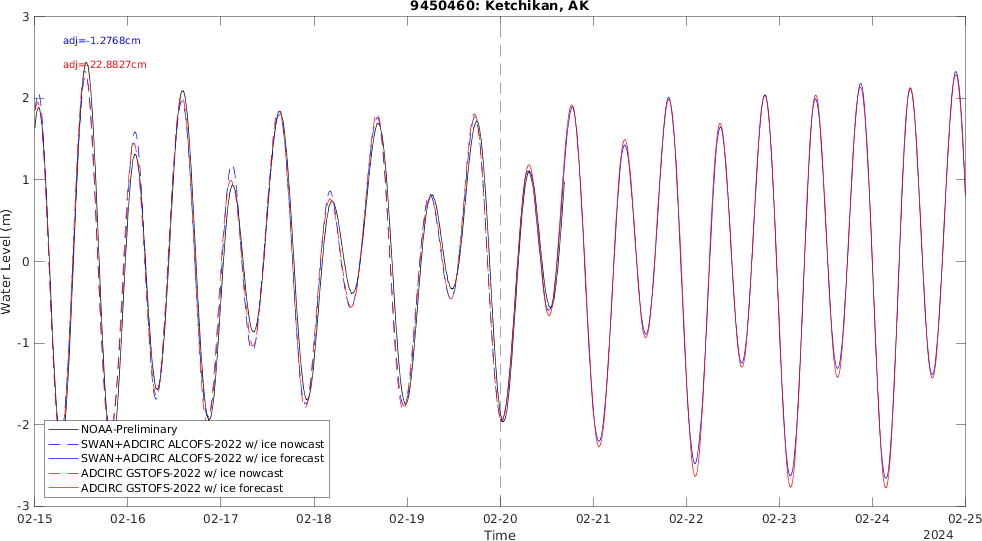 9450460: Ketchikan, AK
adj=-1.2768cm
adj=-22.8827cm
Water Level (m)
3
2
1
0
-1
-2
-3
NOAA-Preliminary
SWAN+ADCIRC ALCOFS-2022 w/ ice nowcast
SWAN+ADCIRC ALCOFS-2022 w/ ice forecast
ADCIRC GSTOFS-2022 w/ ice nowcast
ADCIRC GSTOFS-2022 w/ ice forecast
02-15 02-16 02-17 02-18 02-19 02-20 02-21 02-22 02-23 02-24 02-25
Time
2024